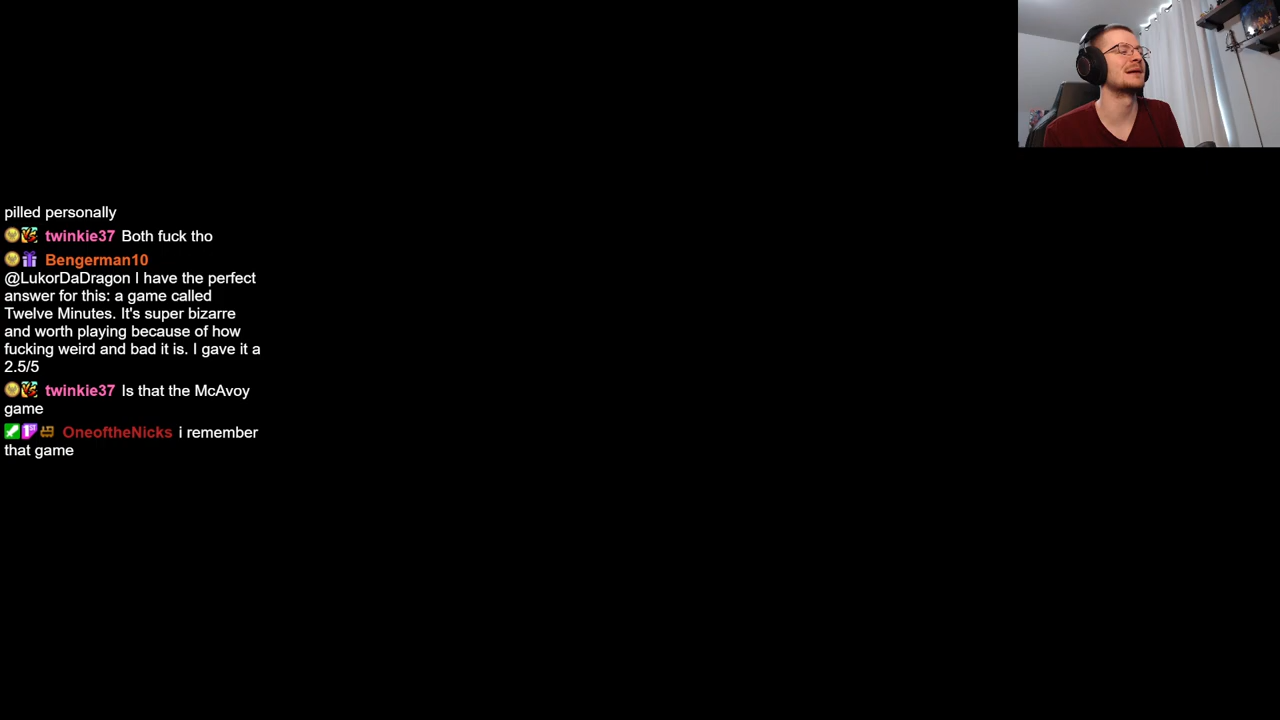 pilled personally
twinkie37 Both fuck tho
Bengerman10
@LukorDaDragon I have the perfect
answer for this: a game called
Twelve Minutes. It's super bizarre
and worth playing because of how
fucking weird and bad it is. I gave it a
2.5/5
twinkie37 Is that the McAvoy
game
OneoftheNicks i remember
that game